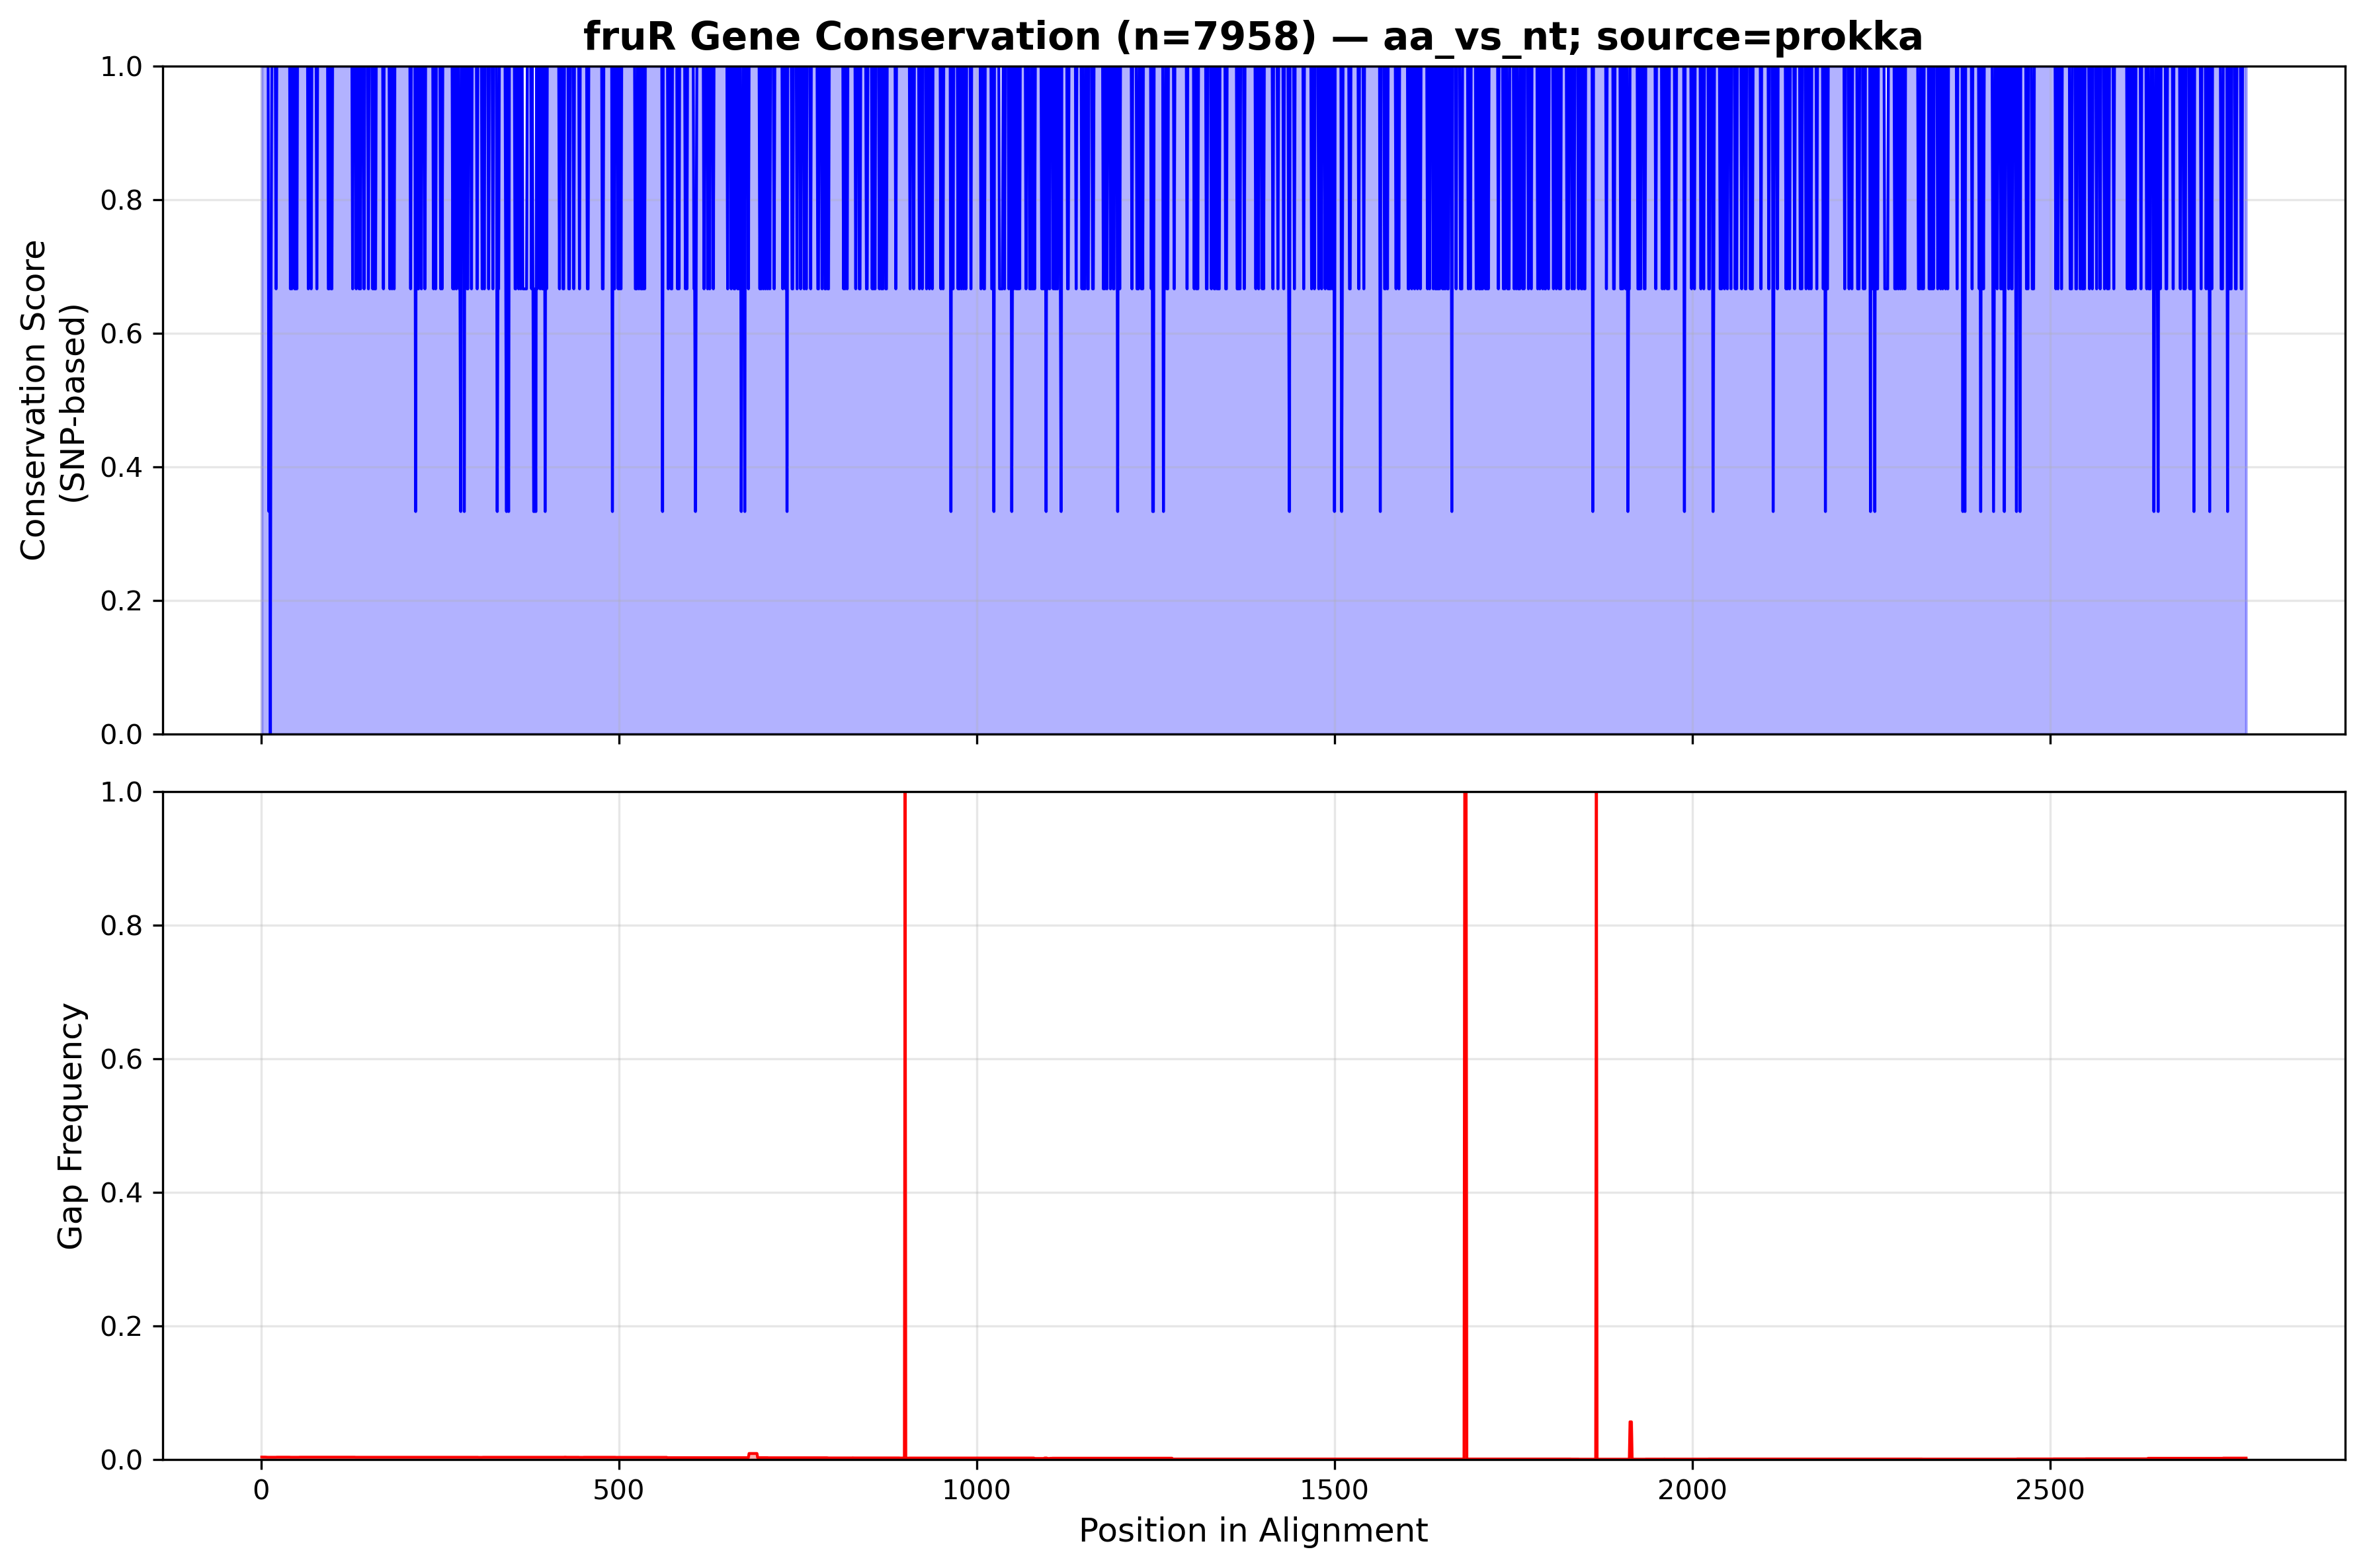 fruR Gene Conservation (n=7958) — aa_vs_nt; source=prokka
Conservation Score
(SNP-based)
1.0
0.8
0.6
0.4
0.2
0.0
Gap Frequency
1.0
0.8
0.6
0.4
0.2
0.0
0 500 1000 1500 2000 2500
Position in Alignment